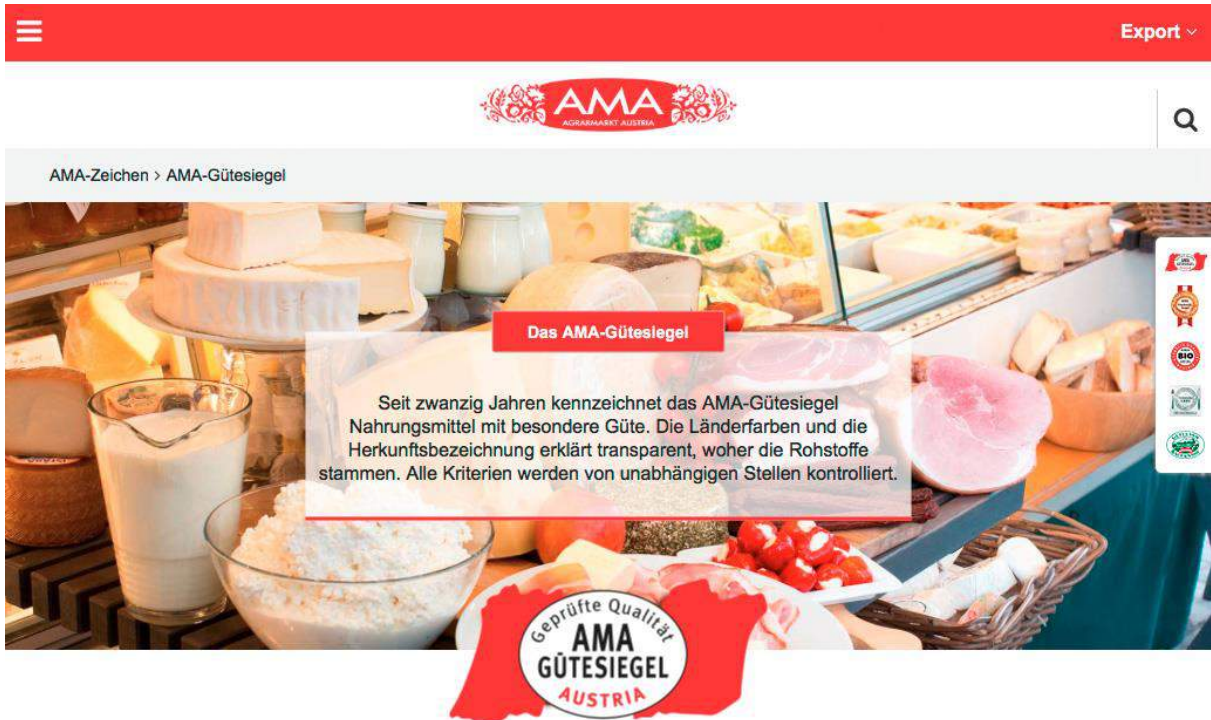 Export
AMA
AGRARMARKT AUSTRIA
AMA-Zeichen > AMA-Gütesiegel
Das AMA-Gütesiegel
Seit zwanzig Jahren kennzeichnet das AMA-Gütesiegel
Nahrungsmittel mit besondere Güte. Die Länderfarben und die
Herkunftsbezeichnung erklärt transparent, woher die Rohstoffe
stammen. Alle Kriterien werden von unabhängigen Stellen kontrolliert.
BIO
Geprüfte Qualität
AMA
GÜTESIEGEL
AUSTRIA